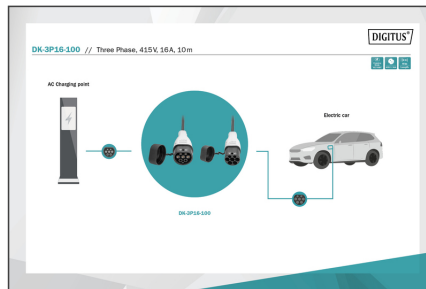 DIGITUS®
DK-3P16-100 // Three Phase, 415V, 16A, 10m
AC Charging point
Electric car
DK-3P16-100